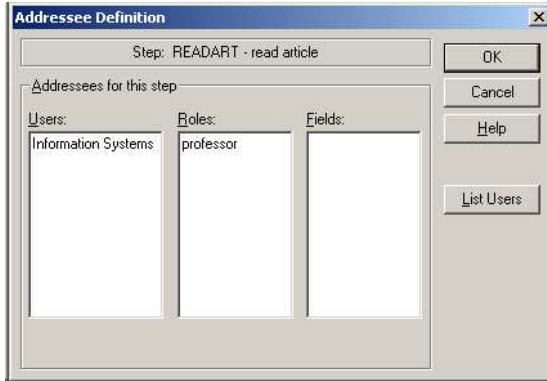 Addressee Definition
Step: READART - read article
OK
Cancel
Help
List Users
Addressees for this step
Users:
Roles:
Fields:
Information Systems
professor